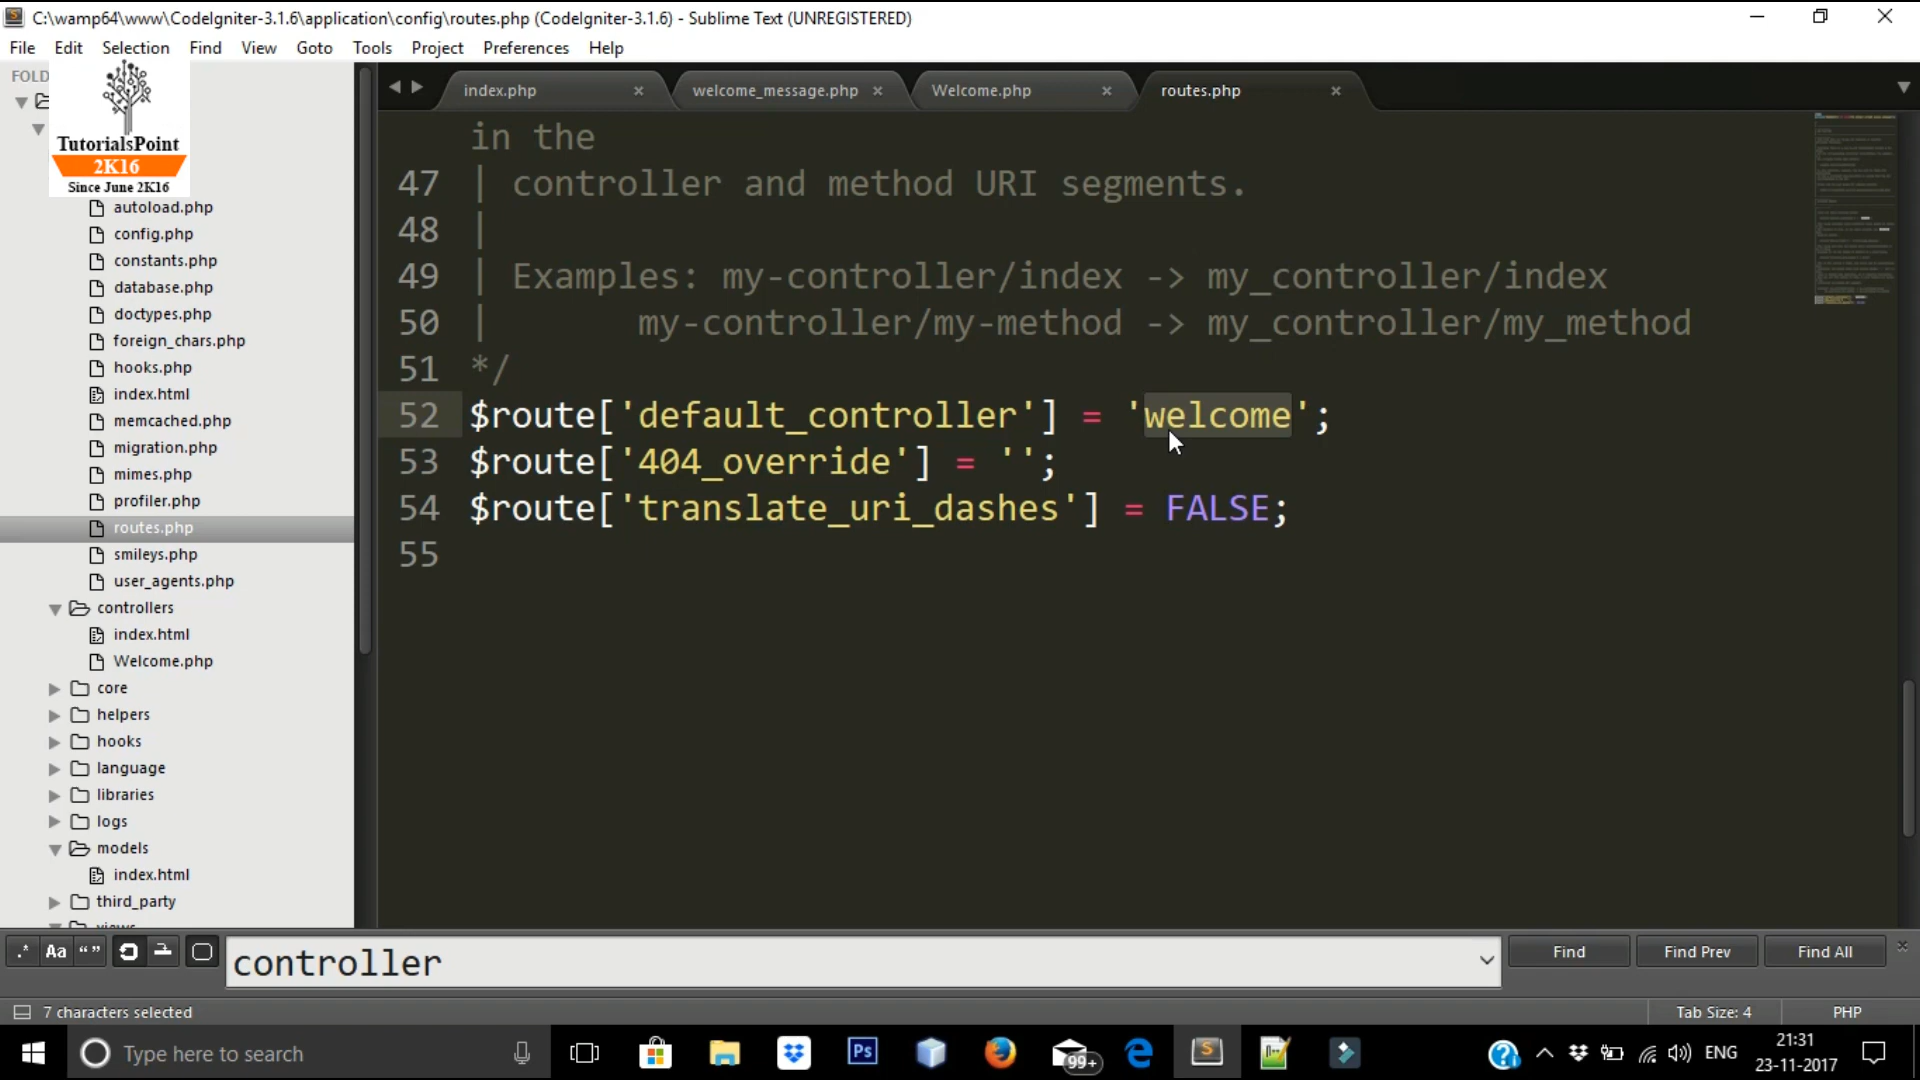 C:\wamp64\www\CodeIgniter-3.1.6\application\config\routes.php (CodeIgniter-3.1.6) - Sublime Text (UNREGISTERED)
File Edit Selection Find View Goto Tools Project Preferences Help
FOLD
TutorialsPoint
2K16
Since June 2K16
autoload.php
config.php
constants.php
database.php
doctypes.php
foreign_chars.php
hooks.php
index.html
memcached.php
migration.php
mimes.php
profiler.php
routes.php
smileys.php
user_agents.php
controllers
index.html
Welcome.php
core
helpers
hooks
language
libraries
logs
models
index.html
third_party
views
index.php × welcome_message.php × Welcome.php × routes.php ×
in the
47 | controller and method URI segments.
48 |
49 | Examples: my-controller/index -> my_controller/index
50 | my-controller/my-method -> my_controller/my_method
51 */
52 $route['default_controller'] = 'welcome';
53 $route['404_override'] = '';
54 $route['translate_uri_dashes'] = FALSE;
55
.* Aa “ ” controller Find Find Prev Find All ×
7 characters selected Tab Size: 4 PHP
Type here to search Ps 99+ S ENG 21:31
23-11-2017